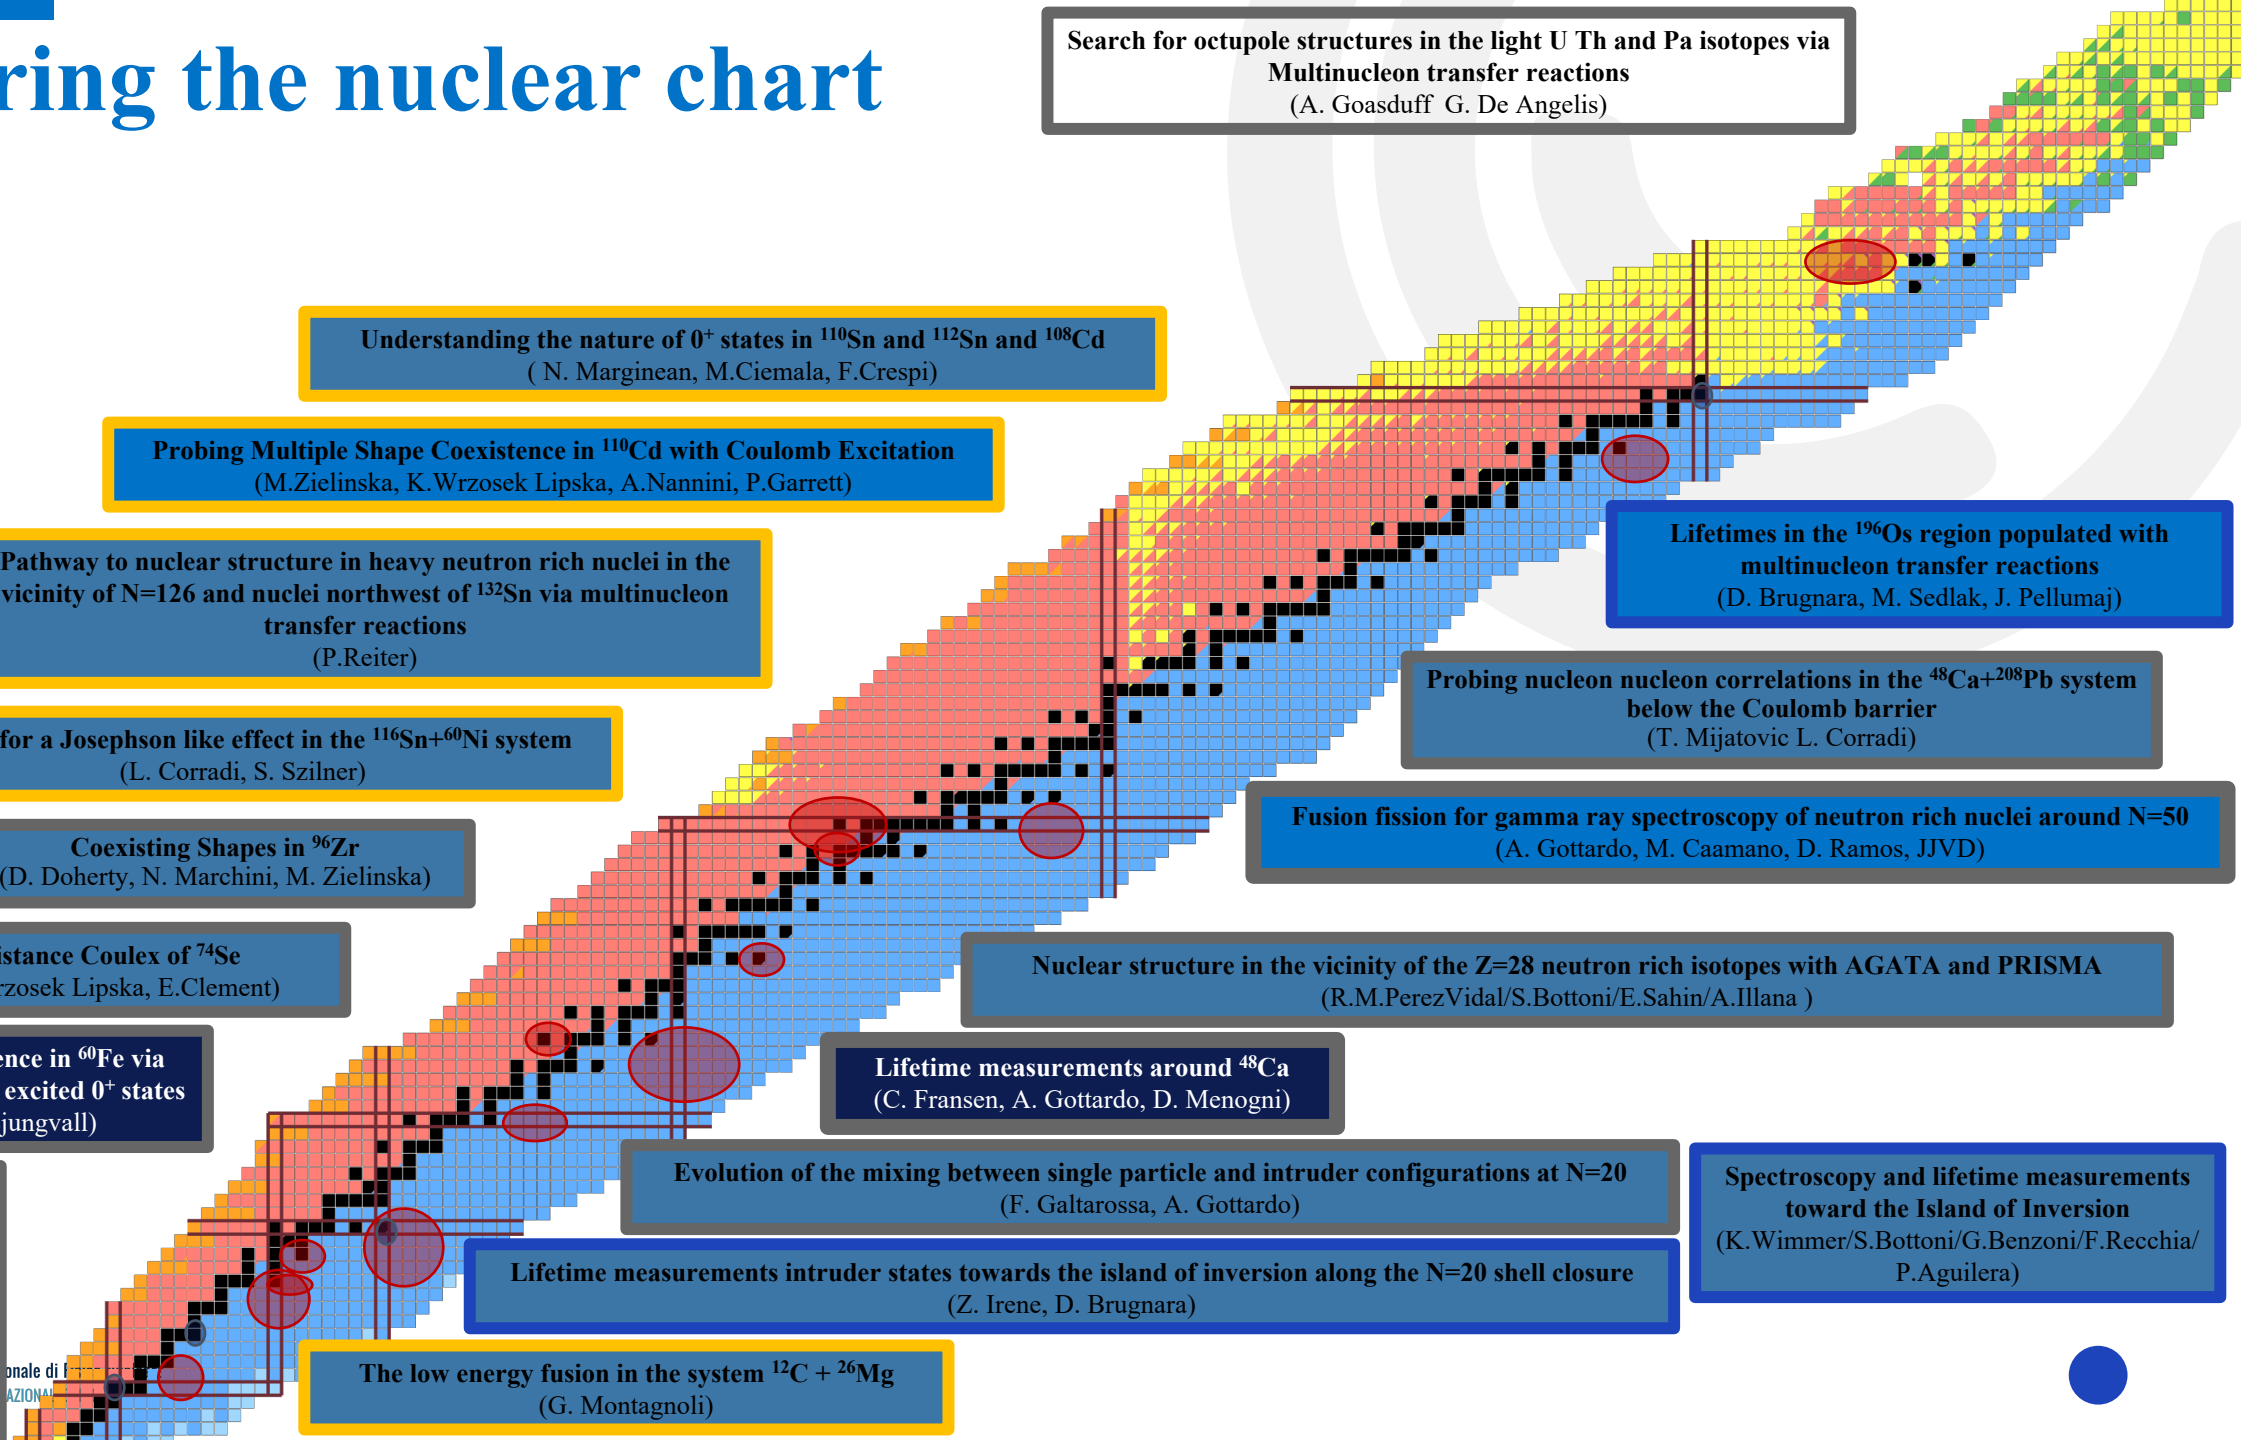 ring the nuclear chart
Search for octupole structures in the light U Th and Pa isotopes via
Multinucleon transfer reactions
(A. Goasduff G. De Angelis)
Understanding the nature of 0⁺ states in ¹¹⁰Sn and ¹¹²Sn and ¹⁰⁸Cd
( N. Marginean, M.Ciemala, F.Crespi)
Probing Multiple Shape Coexistence in ¹¹⁰Cd with Coulomb Excitation
(M.Zielinska, K.Wrzosek Lipska, A.Nannini, P.Garrett)
Pathway to nuclear structure in heavy neutron rich nuclei in the
vicinity of N=126 and nuclei northwest of ¹³²Sn via multinucleon
transfer reactions
(P.Reiter)
Lifetimes in the ¹⁹⁶Os region populated with
multinucleon transfer reactions
(D. Brugnara, M. Sedlak, J. Pellumaj)
for a Josephson like effect in the ¹¹⁶Sn+⁶⁰Ni system
(L. Corradi, S. Szilner)
Probing nucleon nucleon correlations in the ⁴⁸Ca+²⁰⁸Pb system
below the Coulomb barrier
(T. Mijatovic L. Corradi)
Coexisting Shapes in ⁹⁶Zr
(D. Doherty, N. Marchini, M. Zielinska)
Fusion fission for gamma ray spectroscopy of neutron rich nuclei around N=50
(A. Gottardo, M. Caamano, D. Ramos, JJVD)
istance Coulex of ⁷⁴Se
rzosek Lipska, E.Clement)
Nuclear structure in the vicinity of the Z=28 neutron rich isotopes with AGATA and PRISMA
(R.M.PerezVidal/S.Bottoni/E.Sahin/A.Illana )
ence in ⁶⁰Fe via
excited 0⁺ states
jungvall)
Lifetime measurements around ⁴⁸Ca
(C. Fransen, A. Gottardo, D. Menogni)
Evolution of the mixing between single particle and intruder configurations at N=20
(F. Galtarossa, A. Gottardo)
Spectroscopy and lifetime measurements
toward the Island of Inversion
(K.Wimmer/S.Bottoni/G.Benzoni/F.Recchia/
P.Aguilera)
Lifetime measurements intruder states towards the island of inversion along the N=20 shell closure
(Z. Irene, D. Brugnara)
The low energy fusion in the system ¹²C + ²⁶Mg
(G. Montagnoli)
onale di
AZIONA